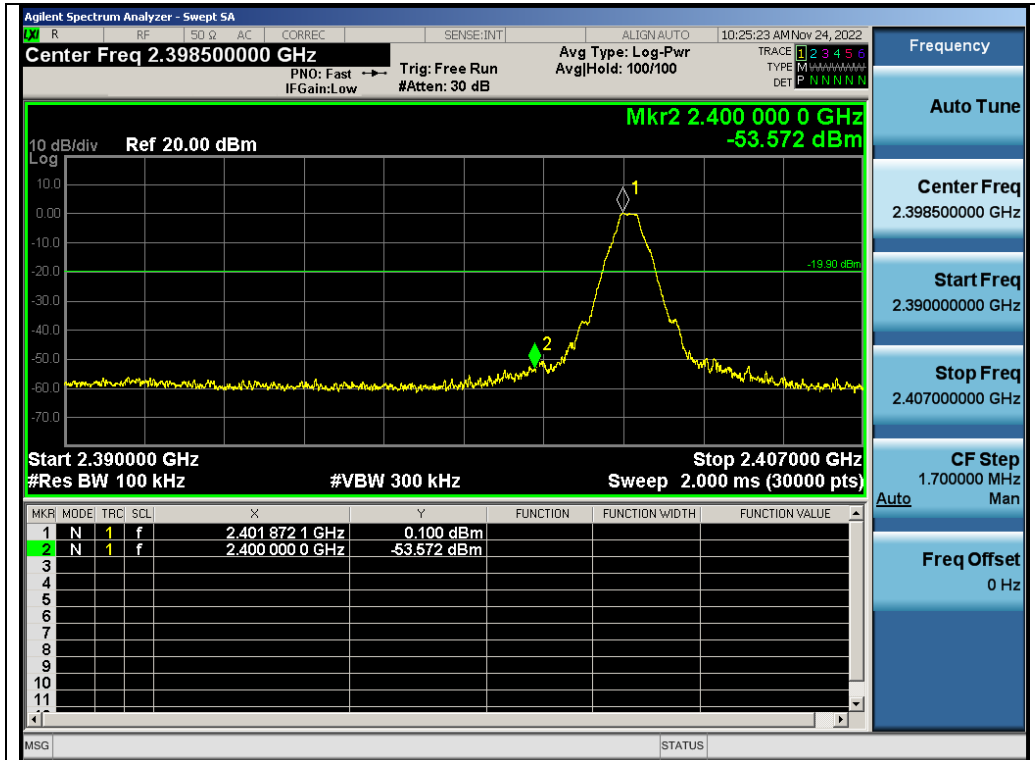 Agilent Spectrum Analyzer - Swept SA
LXI R RF 50 Ω AC CORREC SENSE:INT ALIGN AUTO 10:25:23 AM Nov 24, 2022
Center Freq 2.398500000 GHz
PNO: Fast
IFGain:Low
Trig: Free Run
#Atten: 30 dB
Avg Type: Log-Pwr
Avg|Hold: 100/100
TRACE 1 2 3 4 5 6
TYPE M W W W W W
DET P N N N N N
Mkr2 2.400 000 0 GHz
-53.572 dBm
10 dB/div Ref 20.00 dBm
Log
10.0
0.00
-10.0
-20.0
-30.0
-40.0
-50.0
-60.0
-70.0
1
-19.90 dBm
2
Start 2.390000 GHz Stop 2.407000 GHz
#Res BW 100 kHz #VBW 300 kHz Sweep 2.000 ms (30000 pts)
MKR MODE TRC SCL X Y FUNCTION FUNCTION WIDTH FUNCTION VALUE
1 N 1 f 2.401 872 1 GHz 0.100 dBm
2 N 1 f 2.400 000 0 GHz -53.572 dBm
3
4
5
6
7
8
9
10
11
MSG STATUS
Frequency
Auto Tune
Center Freq
2.398500000 GHz
Start Freq
2.390000000 GHz
Stop Freq
2.407000000 GHz
CF Step
1.700000 MHz
Auto Man
Freq Offset
0 Hz